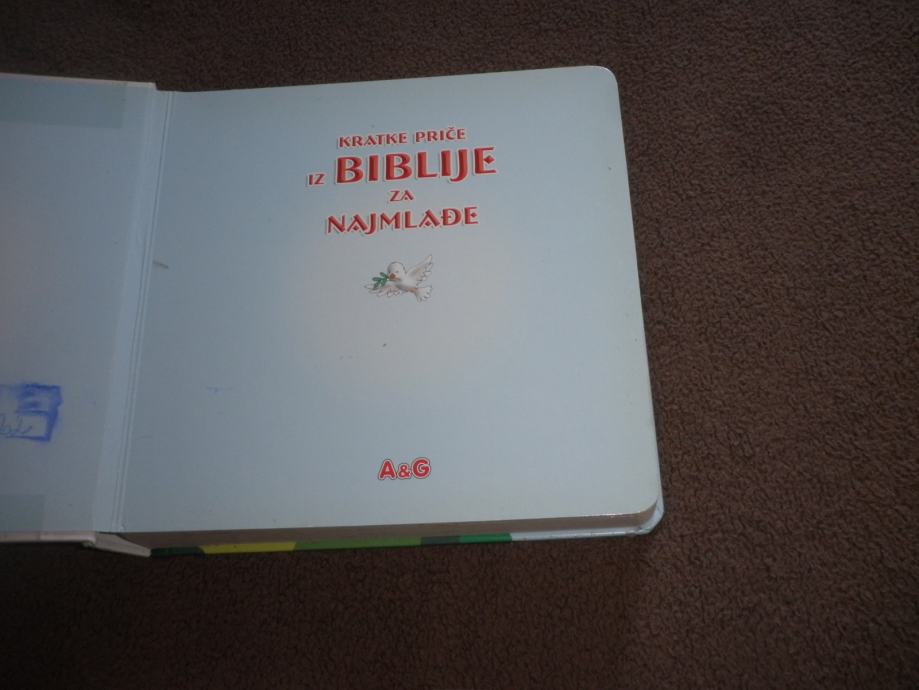 KRATKE PRIČE
IZ BIBLIJE
ZA
NAJMLAĐE
A&G